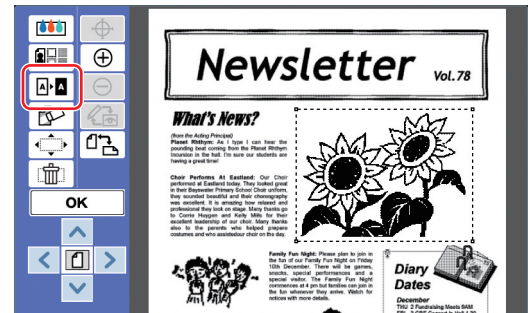 A A
OK
Newsletter
Vol. 78
What's News?
(from the Acting Principal)
Planet Rhthym: As I type I can hear the
pounding beat coming from the Planet Rhthym
Incursion in the hall. I'm sure our students are
having a great time!
Choir Performs At Eastland: Our Choir
performed at Eastland today. They looked great
in their Bayswater Primary School Choir uniform,
they sounded beautiful and their choreography
was excellent. It is amazing how relaxed and
professional they look on stage. Many thanks go
to Corrie Huygen and Kelly Mills for their
excellent leadership of our choir. Many thanks
also to the parents who helped prepare
costumes and who assistedour choir on the day.
Family Fun Night: Please plan to join in
the fun of our Family Fun Night on Friday
10th December. There will be games,
snacks, special performances and a
special visitor. The Family Fun Night
commences at 4 pm but families can join in
the fun whenever they arrive. Watch for
notices with more details.
Diary
Dates
December
THU 2 Fundraising Meets 9AM